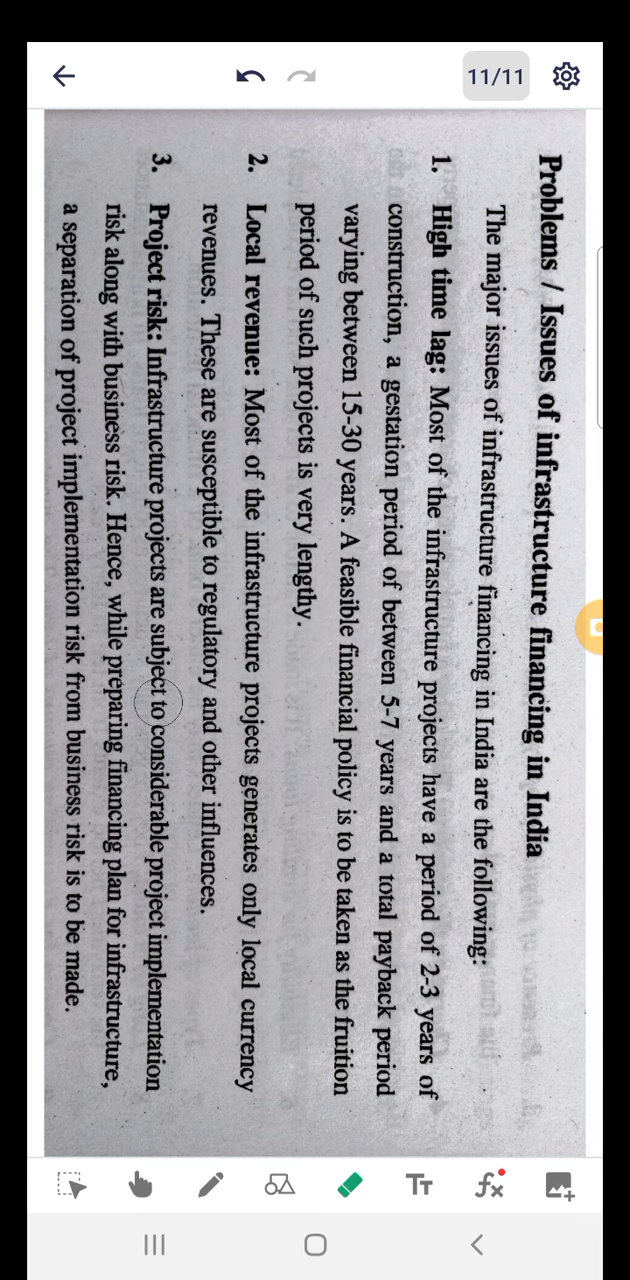 11/11
Problems / Issues of infrastructure financing in India
The major issues of infrastructure financing in India are the following:
1. High time lag: Most of the infrastructure projects have a period of 2-3 years of
construction, a gestation period of between 5-7 years and a total payback period
varying between 15-30 years. A feasible financial policy is to be taken as the fruition
period of such projects is very lengthy.
2. Local revenue: Most of the infrastructure projects generates only local currency
revenues. These are susceptible to regulatory and other influences.
3. Project risk: Infrastructure projects are subject to considerable project implementation
risk along with business risk. Hence, while preparing financing plan for infrastructure,
a separation of project implementation risk from business risk is to be made.
TT
fx